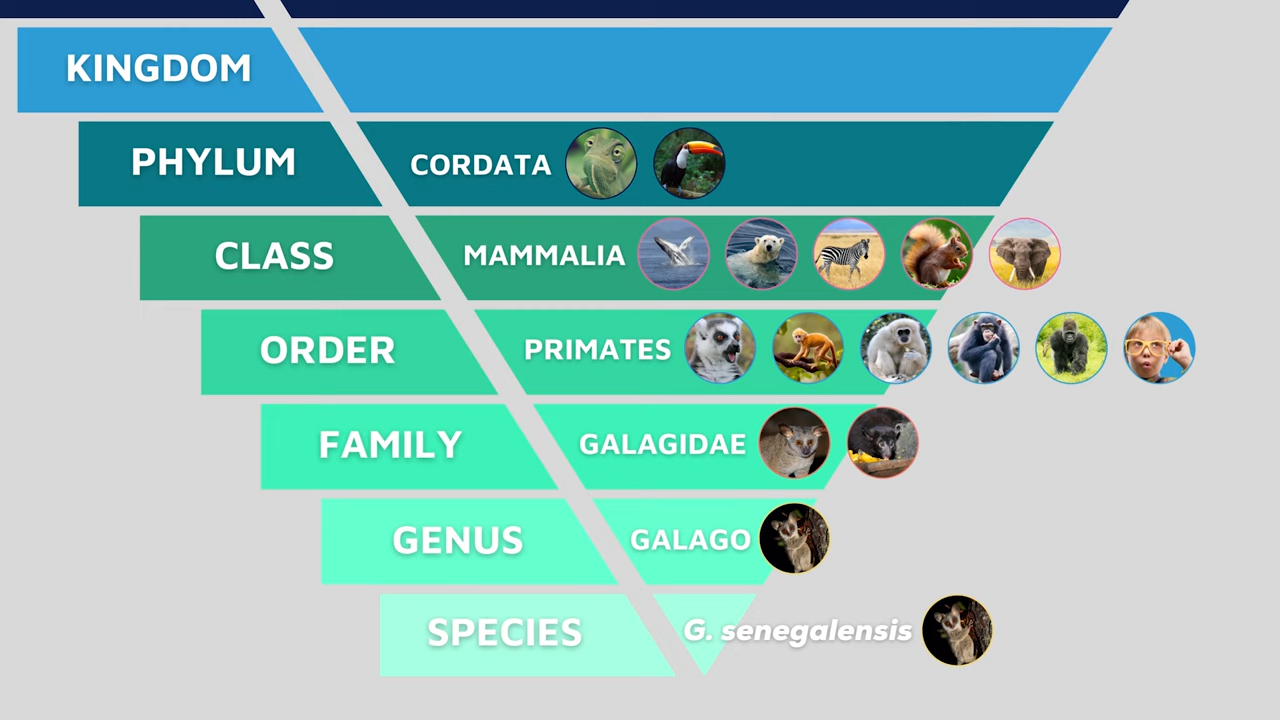 KINGDOM
PHYLUM CORDATA
CLASS MAMMALIA
ORDER PRIMATES
FAMILY GALAGIDAE
GENUS GALAGO
SPECIES G. senegalensis